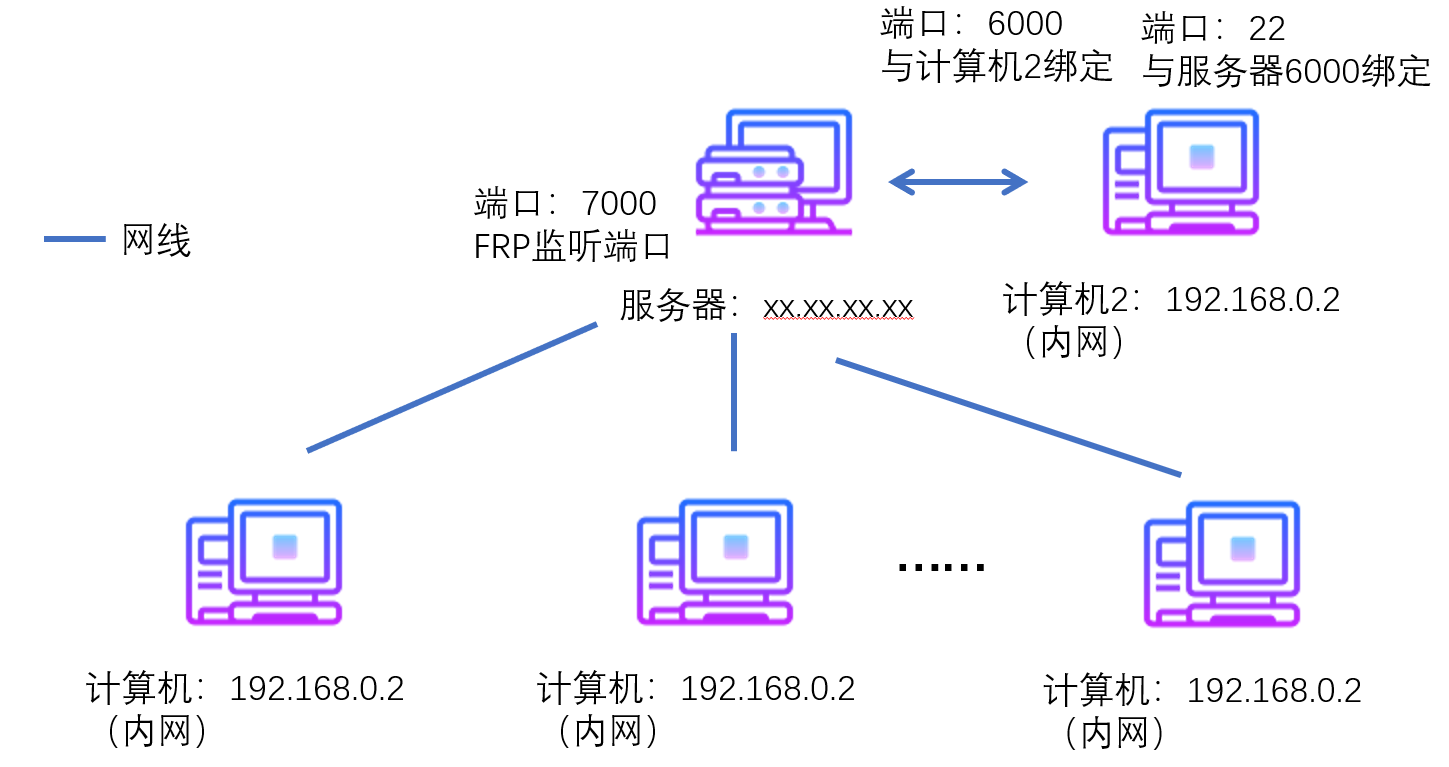 端口：6000
与计算机2绑定
端口：22
与服务器6000绑定
端口：7000
FRP监听端口
网线
服务器：xx.xx.xx.xx
计算机2：192.168.0.2
（内网）
……
计算机：192.168.0.2
（内网）
计算机：192.168.0.2
（内网）
计算机：192.168.0.2
（内网）